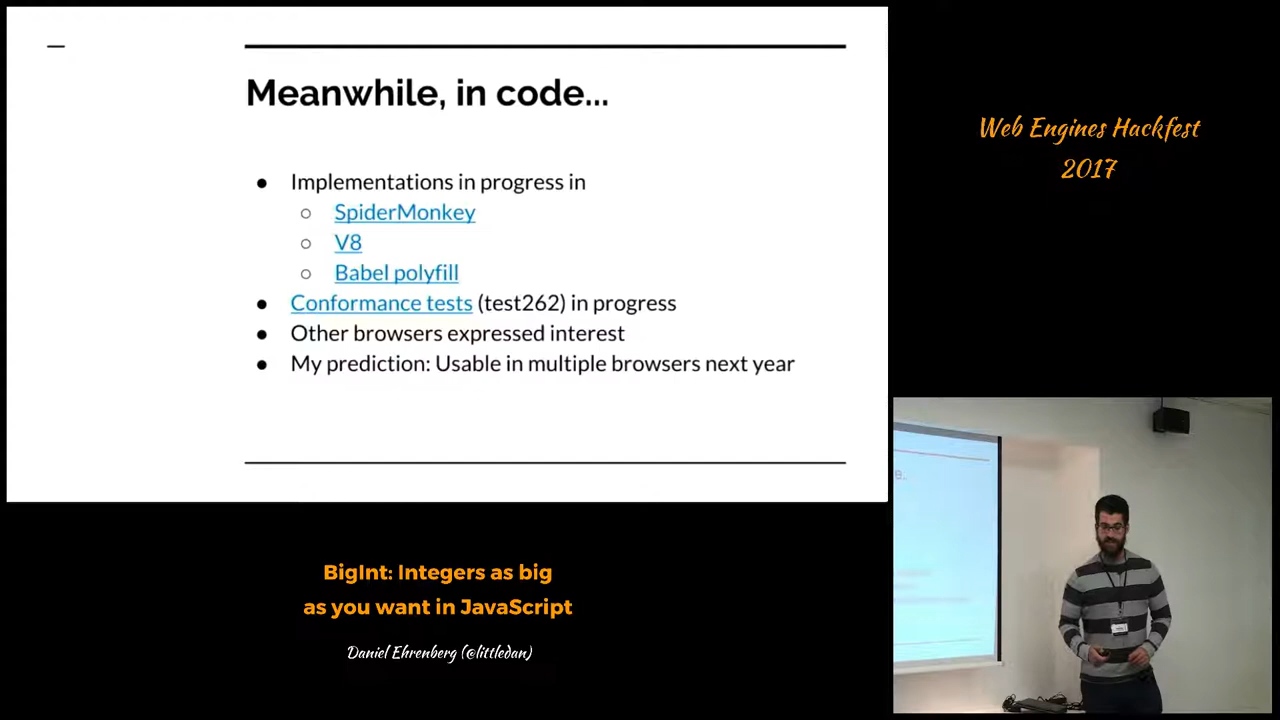 Meanwhile, in code...
Implementations in progress in
SpiderMonkey
V8
Babel polyfill
Conformance tests (test262) in progress
Other browsers expressed interest
My prediction: Usable in multiple browsers next year
Web Engines Hackfest
2017
BigInt: Integers as big
as you want in JavaScript
Daniel Ehrenberg (@littledan)